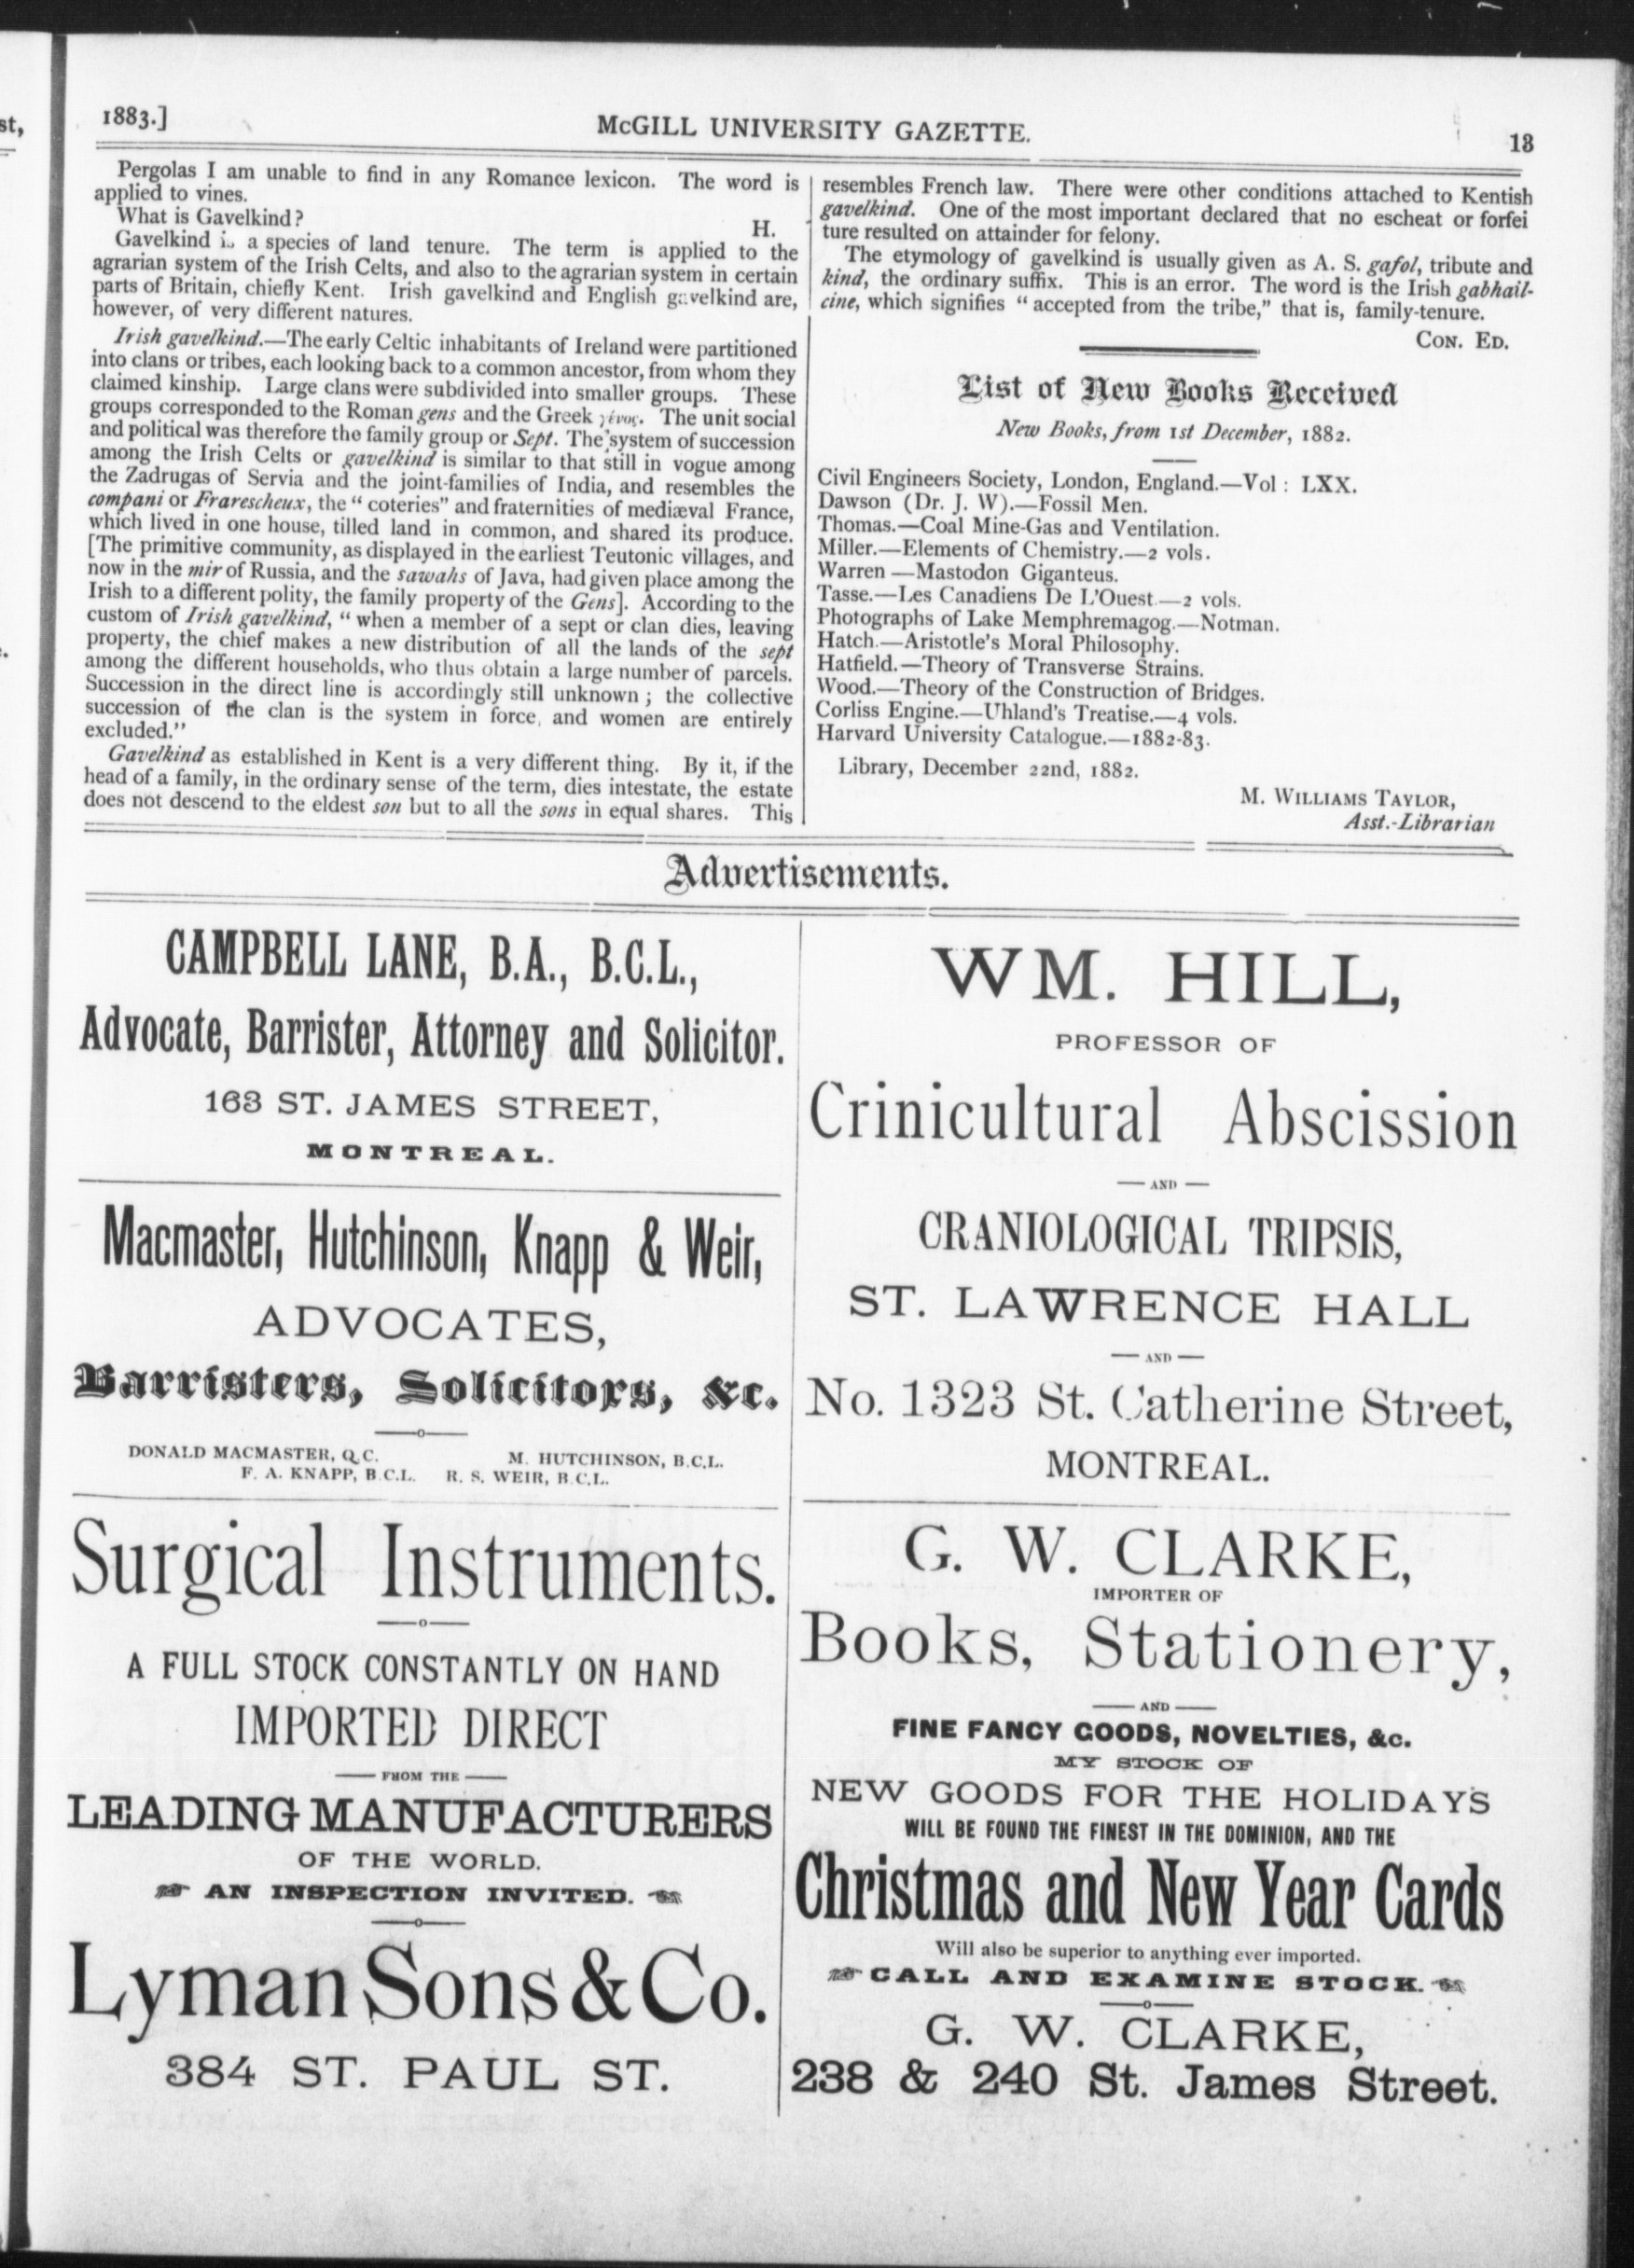 st,
1883.]
McGILL UNIVERSITY GAZETTE.
13
Pergolas I am unable to find in any Romance lexicon. The word is
applied to vines.
What is Gavelkind?
H.
Gavelkind is a species of land tenure. The term is applied to the
agrarian system of the Irish Celts, and also to the agrarian system in certain
parts of Britain, chiefly Kent. Irish gavelkind and English gavelkind are,
however, of very different natures.
Irish gavelkind.—The early Celtic inhabitants of Ireland were partitioned
into clans or tribes, each looking back to a common ancestor, from whom they
claimed kinship. Large clans were subdivided into smaller groups. These
groups corresponded to the Roman gens and the Greek γένος. The unit social
and political was therefore the family group or Sept. The system of succession
among the Irish Celts or gavelkind is similar to that still in vogue among
the Zadrugas of Servia and the joint-families of India, and resembles the
compani or Frarescheux, the "coteries" and fraternities of mediæval France,
which lived in one house, tilled land in common, and shared its produce.
[The primitive community, as displayed in the earliest Teutonic villages, and
now in the mir of Russia, and the sawahs of Java, had given place among the
Irish to a different polity, the family property of the Gens]. According to the
custom of Irish gavelkind, "when a member of a sept or clan dies, leaving
property, the chief makes a new distribution of all the lands of the sept
among the different households, who thus obtain a large number of parcels.
Succession in the direct line is accordingly still unknown; the collective
succession of the clan is the system in force, and women are entirely
excluded."
Gavelkind as established in Kent is a very different thing. By it, if the
head of a family, in the ordinary sense of the term, dies intestate, the estate
does not descend to the eldest son but to all the sons in equal shares. This
resembles French law. There were other conditions attached to Kentish
gavelkind. One of the most important declared that no escheat or forfei
ture resulted on attainder for felony.
The etymology of gavelkind is usually given as A. S. gafol, tribute and
kind, the ordinary suffix. This is an error. The word is the Irish gabhail-
cine, which signifies "accepted from the tribe," that is, family-tenure.
CON. ED.
List of New Books Received
New Books, from 1st December, 1882.
Civil Engineers Society, London, England.—Vol: LXX.
Dawson (Dr. J. W).—Fossil Men.
Thomas.—Coal Mine-Gas and Ventilation.
Miller.—Elements of Chemistry.—2 vols.
Warren —Mastodon Giganteus.
Tasse.—Les Canadiens De L'Ouest.—2 vols.
Photographs of Lake Memphremagog.—Notman.
Hatch.—Aristotle's Moral Philosophy.
Hatfield.—Theory of Transverse Strains.
Wood.—Theory of the Construction of Bridges.
Corliss Engine.—Uhland's Treatise.—4 vols.
Harvard University Catalogue.—1882-83.
Library, December 22nd, 1882.
M. WILLIAMS TAYLOR,
Asst.-Librarian
Advertisements.
CAMPBELL LANE, B.A., B.C.L.,
Advocate, Barrister, Attorney and Solicitor.
163 ST. JAMES STREET,
MONTREAL.
Macmaster, Hutchinson, Knapp & Weir,
ADVOCATES,
Barristers, Solicitors, &c.
DONALD MACMASTER, Q.C. M. HUTCHINSON, B.C.L.
F. A. KNAPP, B.C.L. R. S. WEIR, B.C.L.
Surgical Instruments.
A FULL STOCK CONSTANTLY ON HAND
IMPORTED DIRECT
FROM THE
LEADING MANUFACTURERS
OF THE WORLD.
AN INSPECTION INVITED.
Lyman Sons & Co.
384 ST. PAUL ST.
WM. HILL,
PROFESSOR OF
Crinicultural Abscission
AND
CRANIOLOGICAL TRIPSIS,
ST. LAWRENCE HALL
AND
No. 1323 St. Catherine Street,
MONTREAL.
G. W. CLARKE,
IMPORTER OF
Books, Stationery,
AND
FINE FANCY GOODS, NOVELTIES, &c.
MY STOCK OF
NEW GOODS FOR THE HOLIDAYS
WILL BE FOUND THE FINEST IN THE DOMINION, AND THE
Christmas and New Year Cards
Will also be superior to anything ever imported.
CALL AND EXAMINE STOCK.
G. W. CLARKE,
238 & 240 St. James Street.